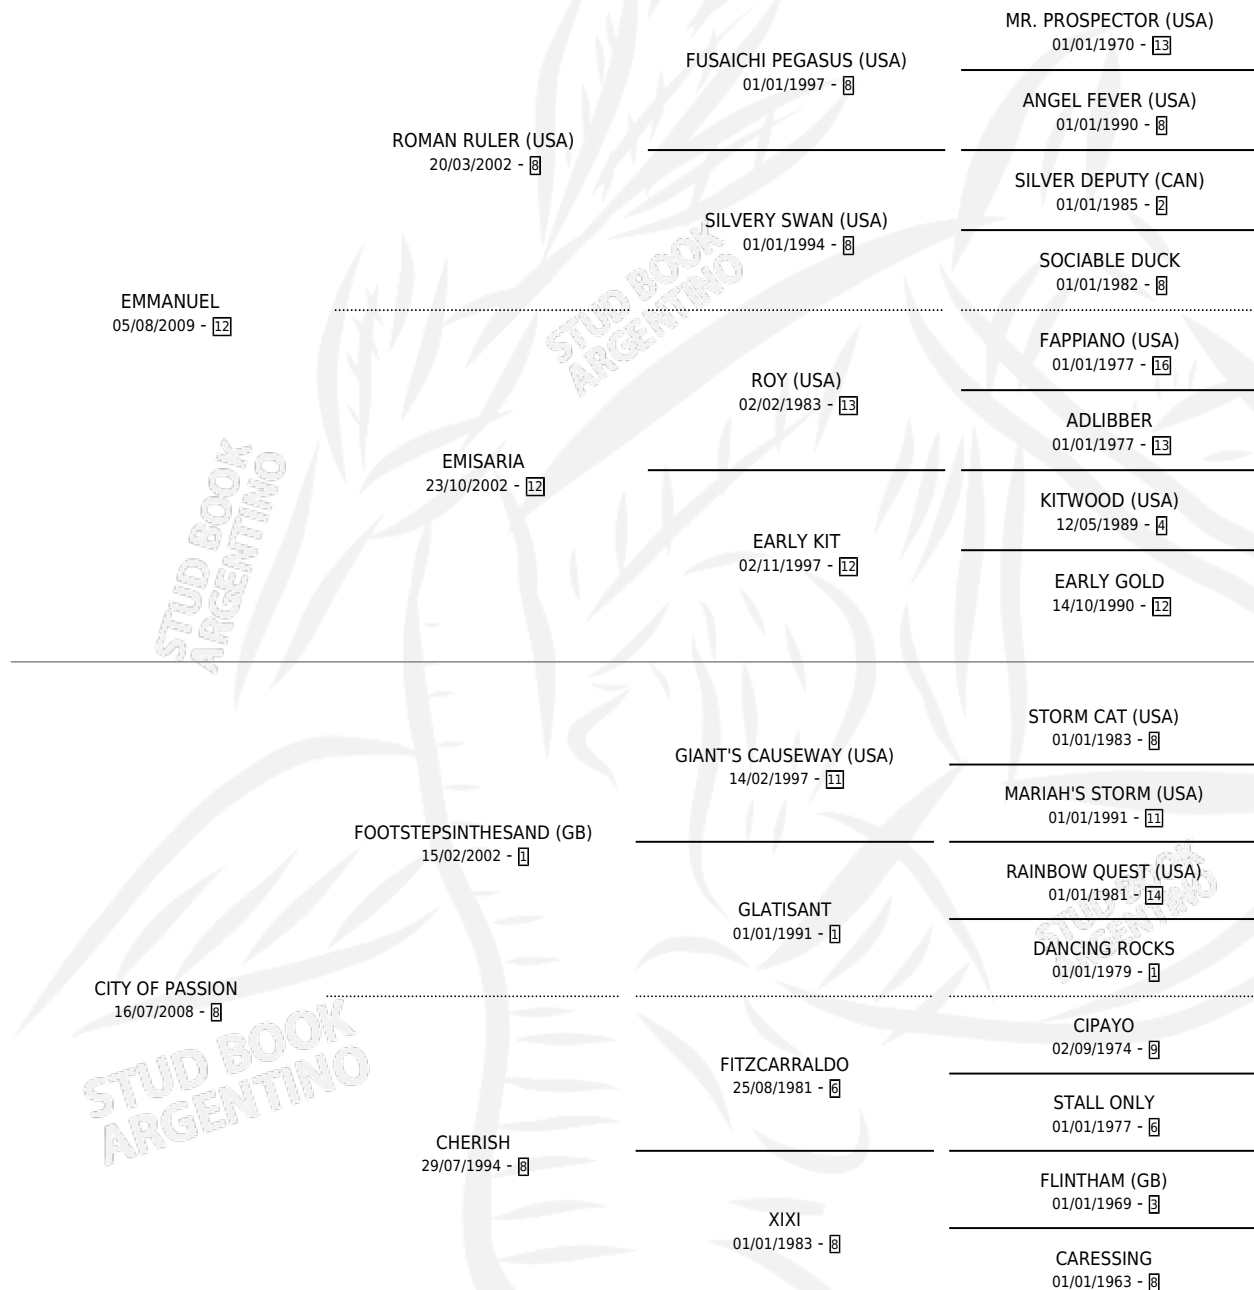 MR. PROSPECTOR (USA)
01/01/1970 - 13
FUSAICHI PEGASUS (USA)
01/01/1997 - 8
ANGEL FEVER (USA)
01/01/1990 - 8
ROMAN RULER (USA)
20/03/2002 - 8
SILVER DEPUTY (CAN)
01/01/1985 - 2
SILVERY SWAN (USA)
01/01/1994 - 8
SOCIABLE DUCK
01/01/1982 - 8
EMMANUEL
05/08/2009 - 12
STUD BOOK
ARGENTINO
FAPPIANO (USA)
01/01/1977 - 16
ROY (USA)
02/02/1983 - 13
ADLIBBER
01/01/1977 - 13
EMISARIA
23/10/2002 - 12
KITWOOD (USA)
12/05/1989 - 4
EARLY KIT
02/11/1997 - 12
EARLY GOLD
14/10/1990 - 12
STUD BOOK
ARGENTINO
STORM CAT (USA)
01/01/1983 - 8
GIANT'S CAUSEWAY (USA)
14/02/1997 - 11
MARIAH'S STORM (USA)
01/01/1991 - 11
FOOTSTEPSINTHESAND (GB)
15/02/2002 - 1
RAINBOW QUEST (USA)
01/01/1981 - 14
GLATISANT
01/01/1991 - 1
DANCING ROCKS
01/01/1979 - 1
STUD BOOK
ARGENTINO
CITY OF PASSION
16/07/2008 - 8
CIPAYO
02/09/1974 - 9
FITZCARRALDO
25/08/1981 - 6
STALL ONLY
01/01/1977 - 6
STUD BOOK
ARGENTINO
CHERISH
29/07/1994 - 8
FLINTHAM (GB)
01/01/1969 - 3
XIXI
01/01/1983 - 8
CARESSING
01/01/1963 - 8